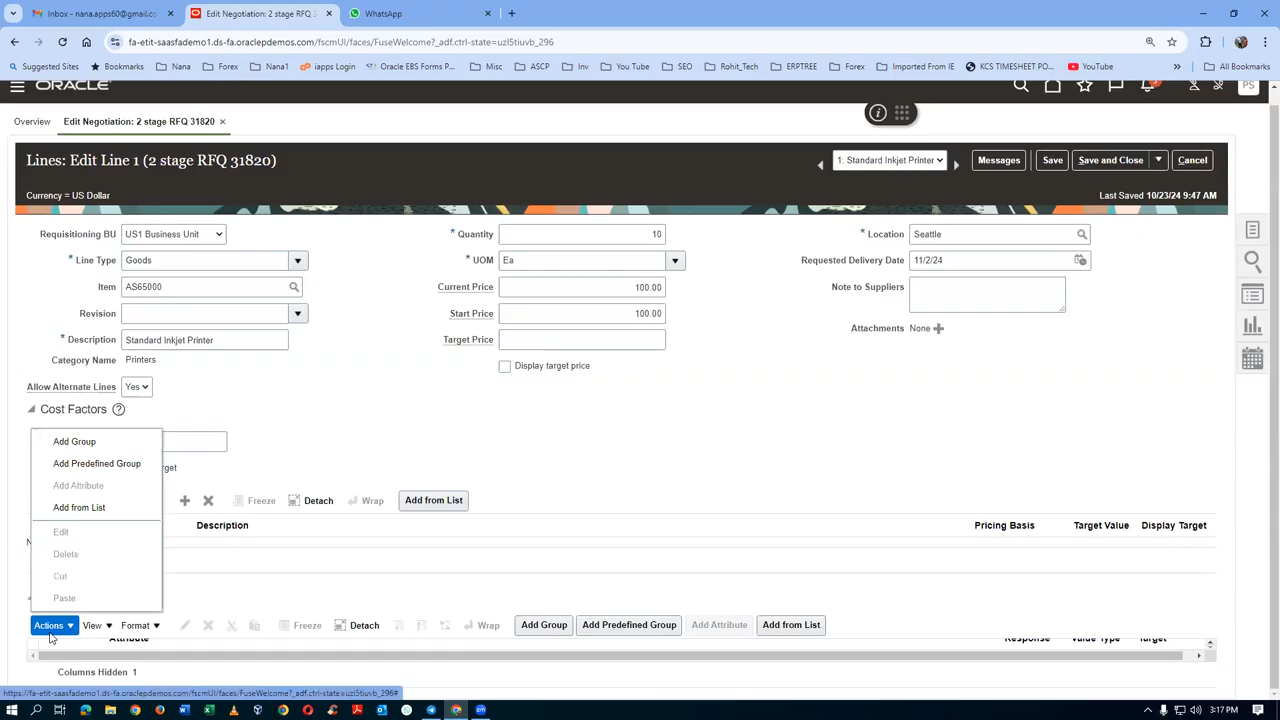 Inbox - nana.apps60@gmail.co
Edit Negotiation: 2 stage RFQ 3
WhatsApp
fa-etit-saasfademo1.ds-fa.oraclepdemos.com/fscmUI/faces/FuseWelcome?_adf.ctrl-state=uzl5tiuvb_296
Suggested Sites Bookmarks Nana Forex Nana1 iapps Login Oracle EBS Forms P... Misc ASCP Inv You Tube SEO Rohit_Tech ERPTREE Forex Imported From IE KCS TIMESHEET PO... YouTube » All Bookmarks
ORACLE
PS
Overview Edit Negotiation: 2 stage RFQ 31820
Lines: Edit Line 1 (2 stage RFQ 31820)
1. Standard Inkjet Printer Messages Save Save and Close Cancel
Currency = US Dollar
Last Saved 10/23/24 9:47 AM
Requisitioning BU US1 Business Unit
* Quantity 10
* Location Seattle
* Line Type Goods
* UOM Ea
Requested Delivery Date 11/2/24
Item AS65000
Current Price 100.00
Note to Suppliers
Revision
Start Price 100.00
Attachments None
* Description Standard Inkjet Printer
Target Price
Category Name Printers
Display target price
Allow Alternate Lines Yes
Cost Factors
Add Group
Add Predefined Group
Add Attribute
Add from List
Edit
Delete
Cut
Paste
Freeze Detach Wrap Add from List
Description Pricing Basis Target Value Display Target
Actions View Format Freeze Detach Wrap Add Group Add Predefined Group Add Attribute Add from List
Attribute Response Value Type Target
Columns Hidden 1
https://fa-etit-saasfademo1.ds-fa.oraclepdemos.com/fscmUI/faces/FuseWelcome?_adf.ctrl-state=uzl5tiuvb_296#
3:17 PM